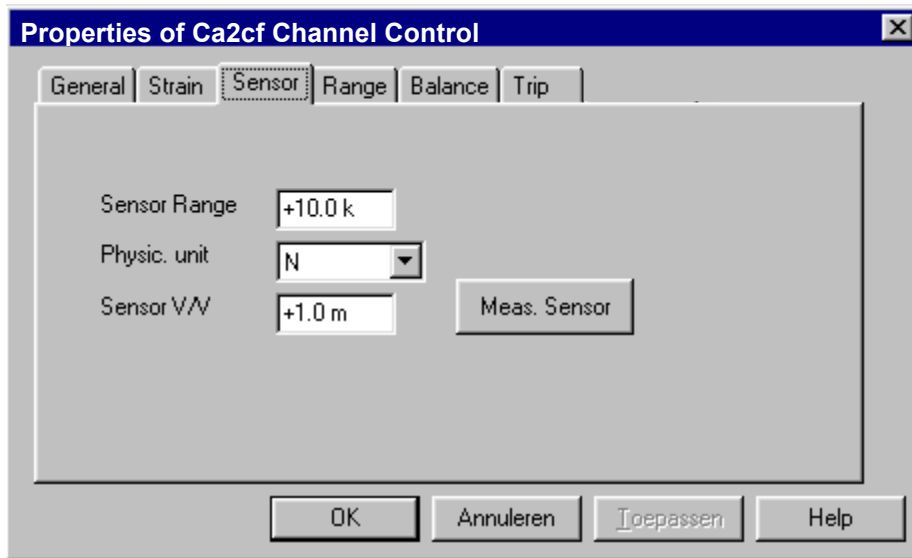 Properties of Ca2cf Channel Control
General Strain Sensor Range Balance Trip
Sensor Range +10.0 k
Physic. unit N
Sensor V/V +1.0 m Meas. Sensor
OK Annuleren Toepassen Help